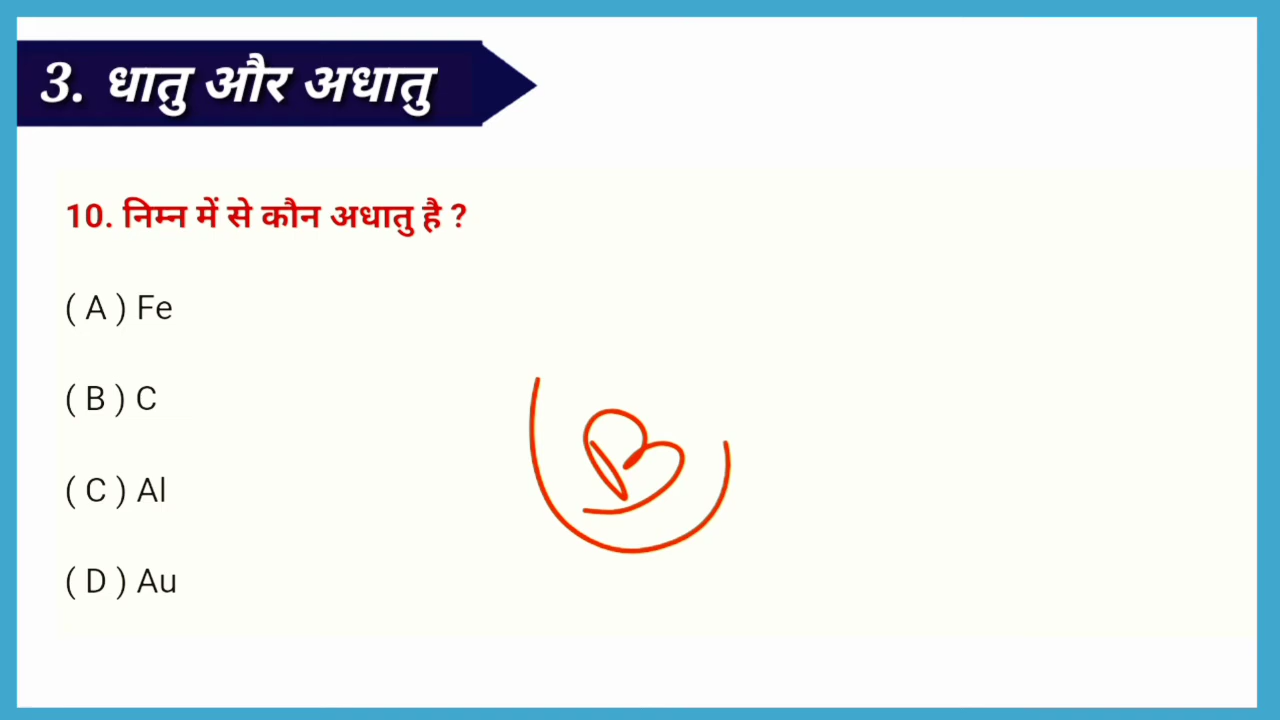 3. धातु और अधातु
10. निम्न में से कौन अधातु है ?
( A ) Fe
( B ) C
( C ) Al
( D ) Au
B